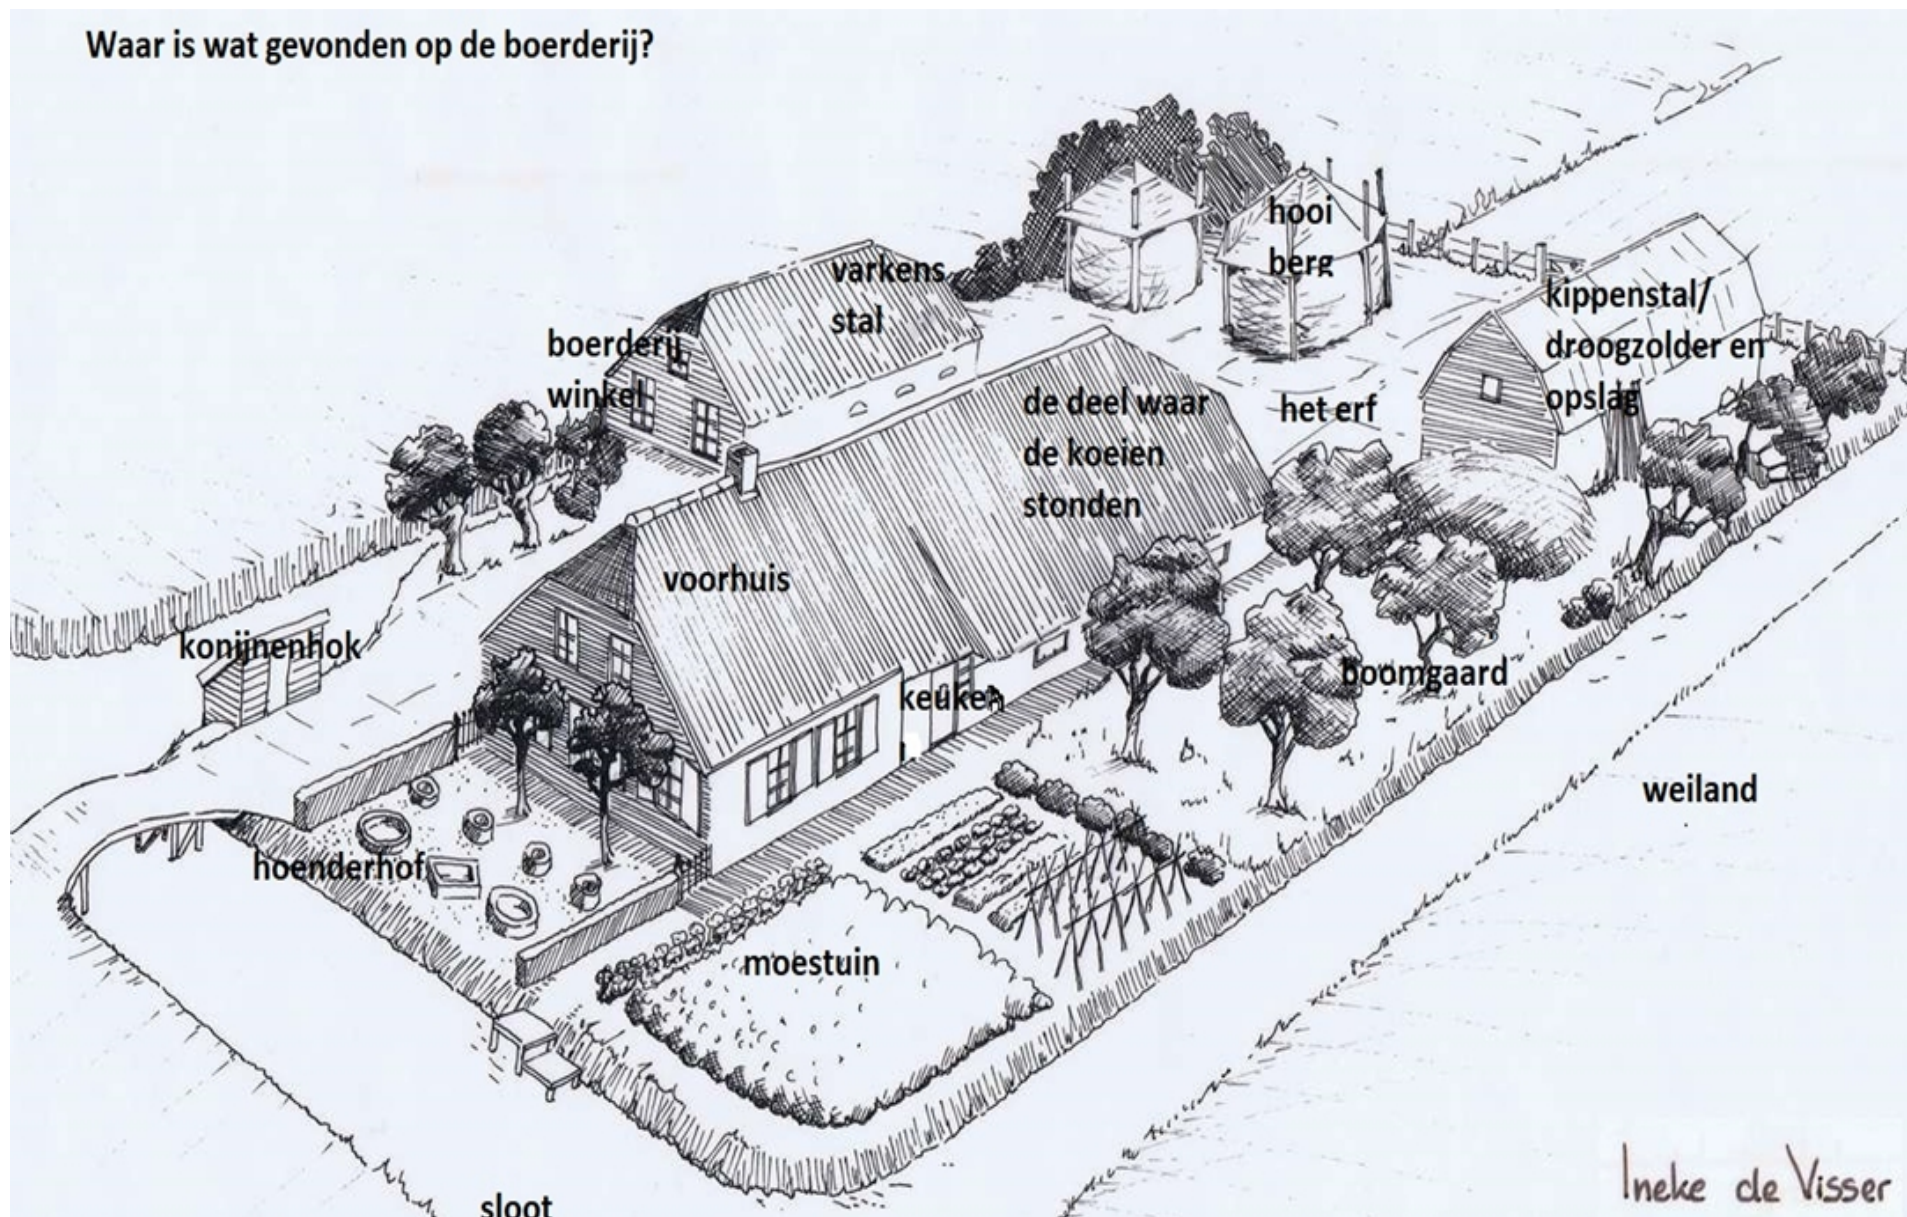 Waar is wat gevonden op de boerderij?
hooi
berg
varkens
stal
kippenstal/
droogzolder en
opslag
boerderij
winkel
de deel waar
de koeien
stonden
het erf
voorhuis
konijnenhok
keuken
boomgaard
weiland
hoenderhof
moestuin
sloot
Ineke de Visser